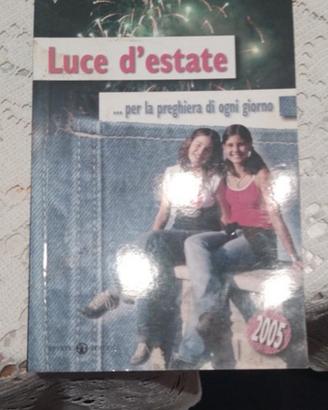 Luce d'estate
... per la preghiera di ogni giorno
2005